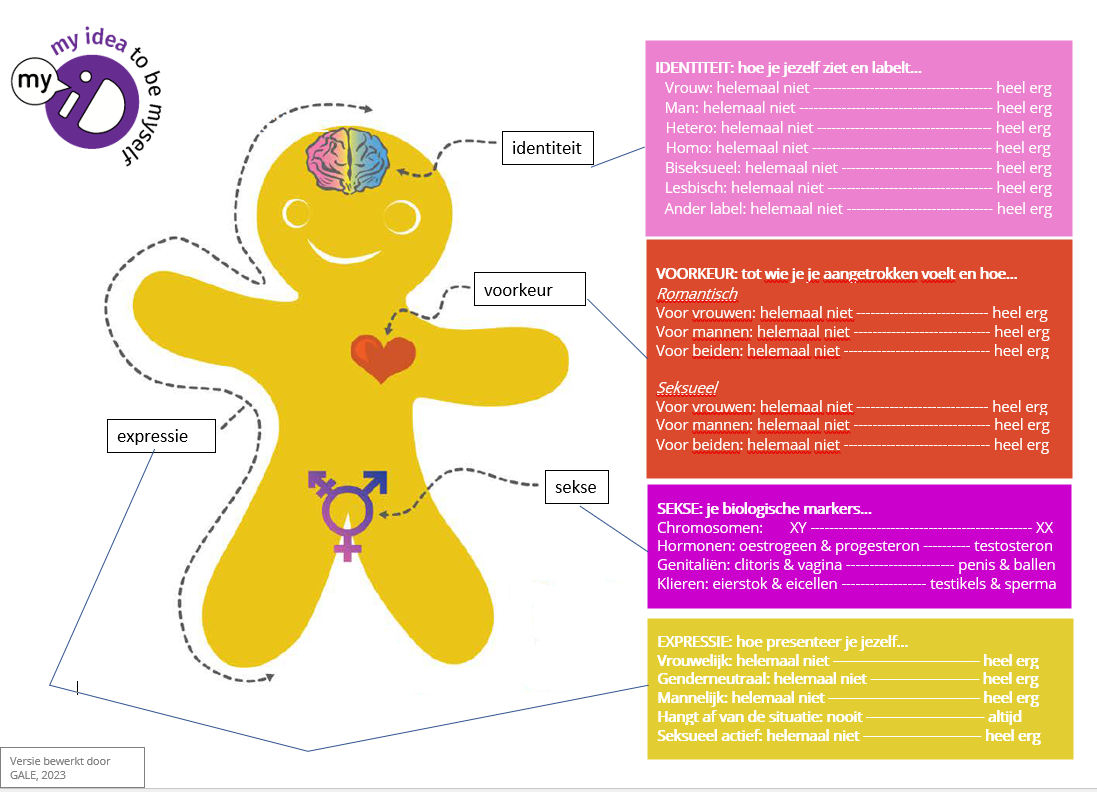 my idea to be myself
my iD
identiteit
voorkeur
expressie
sekse
IDENTITEIT: hoe je jezelf ziet en labelt...
Vrouw: helemaal niet ------------------------------------ heel erg
Man: helemaal niet --------------------------------------- heel erg
Hetero: helemaal niet ----------------------------------- heel erg
Homo: helemaal niet ------------------------------------- heel erg
Biseksueel: helemaal niet -------------------------------- heel erg
Lesbisch: helemaal niet --------------------------------- heel erg
Ander label: helemaal niet ----------------------------- heel erg
VOORKEUR: tot wie je je aangetrokken voelt en hoe...
Romantisch
Voor vrouwen: helemaal niet --------------------------- heel erg
Voor mannen: helemaal niet ---------------------------- heel erg
Voor beiden: helemaal niet ------------------------------ heel erg
Seksueel
Voor vrouwen: helemaal niet --------------------------- heel erg
Voor mannen: helemaal niet ---------------------------- heel erg
Voor beiden: helemaal niet ------------------------------ heel erg
SEKSE: je biologische markers...
Chromosomen: XY --------------------------------------------- XX
Hormonen: oestrogeen & progesteron ---------- testosteron
Genitaliën: clitoris & vagina ---------------------- penis & ballen
Klieren: eierstok & eicellen ----------------- testikels & sperma
EXPRESSIE: hoe presenteer je jezelf...
Vrouwelijk: helemaal niet ------------------------------ heel erg
Genderneutraal: helemaal niet ----------------------- heel erg
Mannelijk: helemaal niet ------------------------------- heel erg
Hangt af van de situatie: nooit ------------------------ altijd
Seksueel actief: helemaal niet ------------------------ heel erg
Versie bewerkt door
GALE, 2023